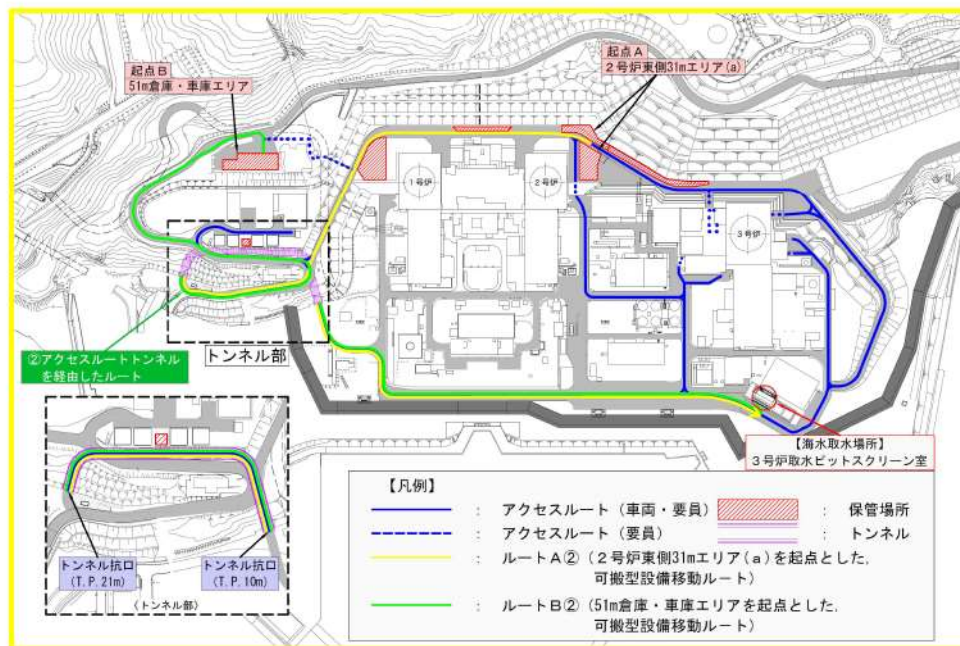 起点B
51m倉庫・車庫エリア
起点A
2号炉東側31mエリア(a)
1号炉
2号炉
3号炉
②アクセスルートトンネル
を経由したルート
トンネル部
【海水取水場所】
3号炉取水ピットスクリーン室
トンネル坑口
(T.P.21m)
トンネル坑口
(T.P.10m)
(トンネル部)
【凡例】
: アクセスルート(車両・要員)
: 保管場所
: アクセスルート(要員)
: トンネル
: ルートA②(2号炉東側31mエリア(a)を起点とした,
可搬型設備移動ルート)
: ルートB②(51m倉庫・車庫エリアを起点とした,
可搬型設備移動ルート)